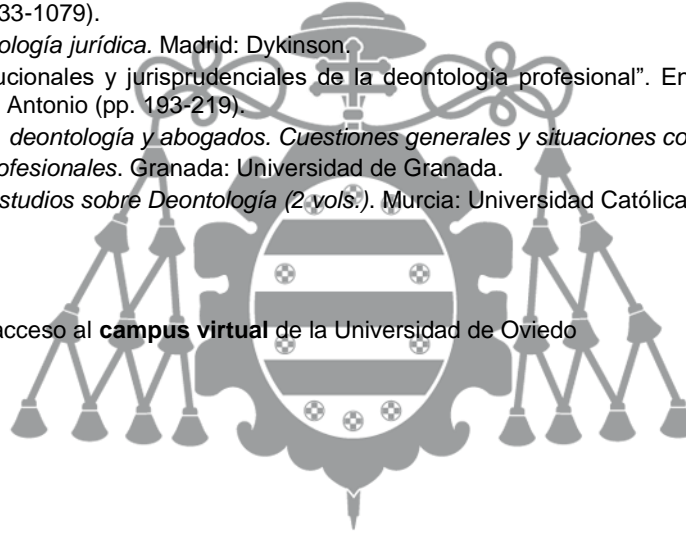 33-1079).
ología jurídica. Madrid: Dykinson.
ucionales y jurisprudenciales de la deontología profesional”. En
Antonio (pp. 193-219).
deontología y abogados. Cuestiones generales y situaciones co
ofesionales. Granada: Universidad de Granada.
studios sobre Deontología (2 vols.). Murcia: Universidad Católica
acceso al campus virtual de la Universidad de Oviedo